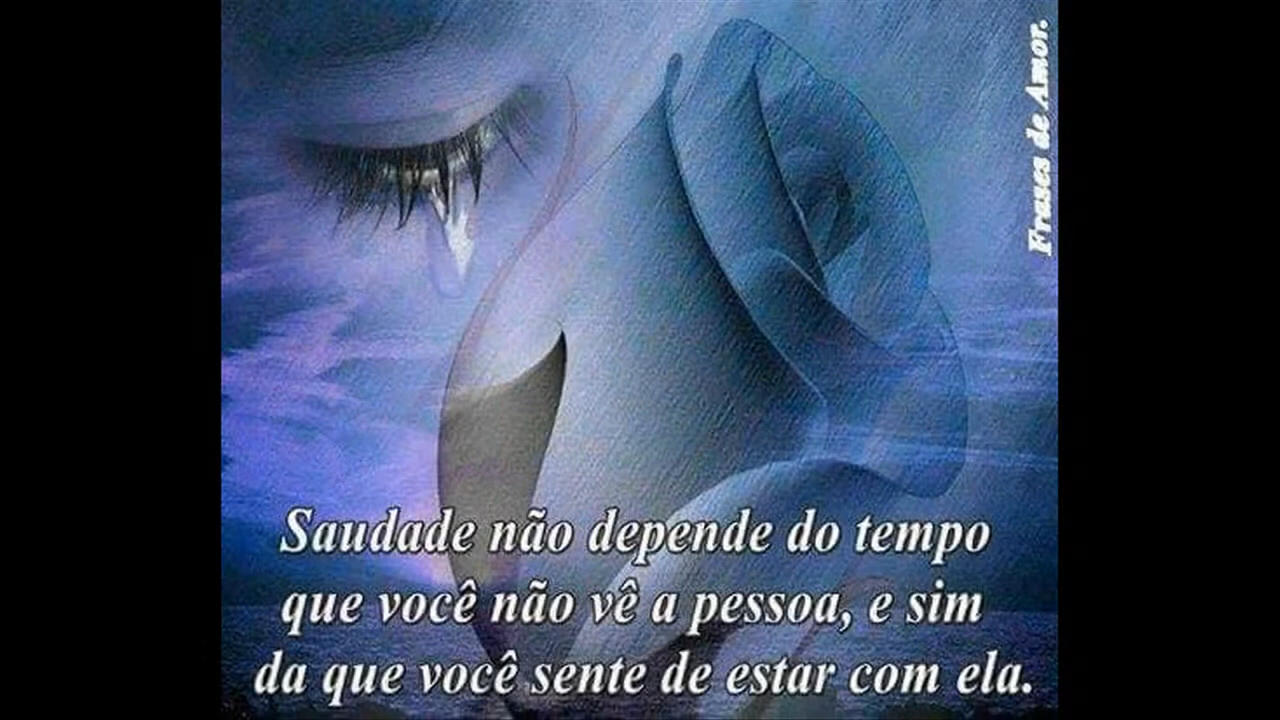 Frases de Amor.
Saudade não depende do tempo
que você não vê a pessoa, e sim
da que você sente de estar com ela.